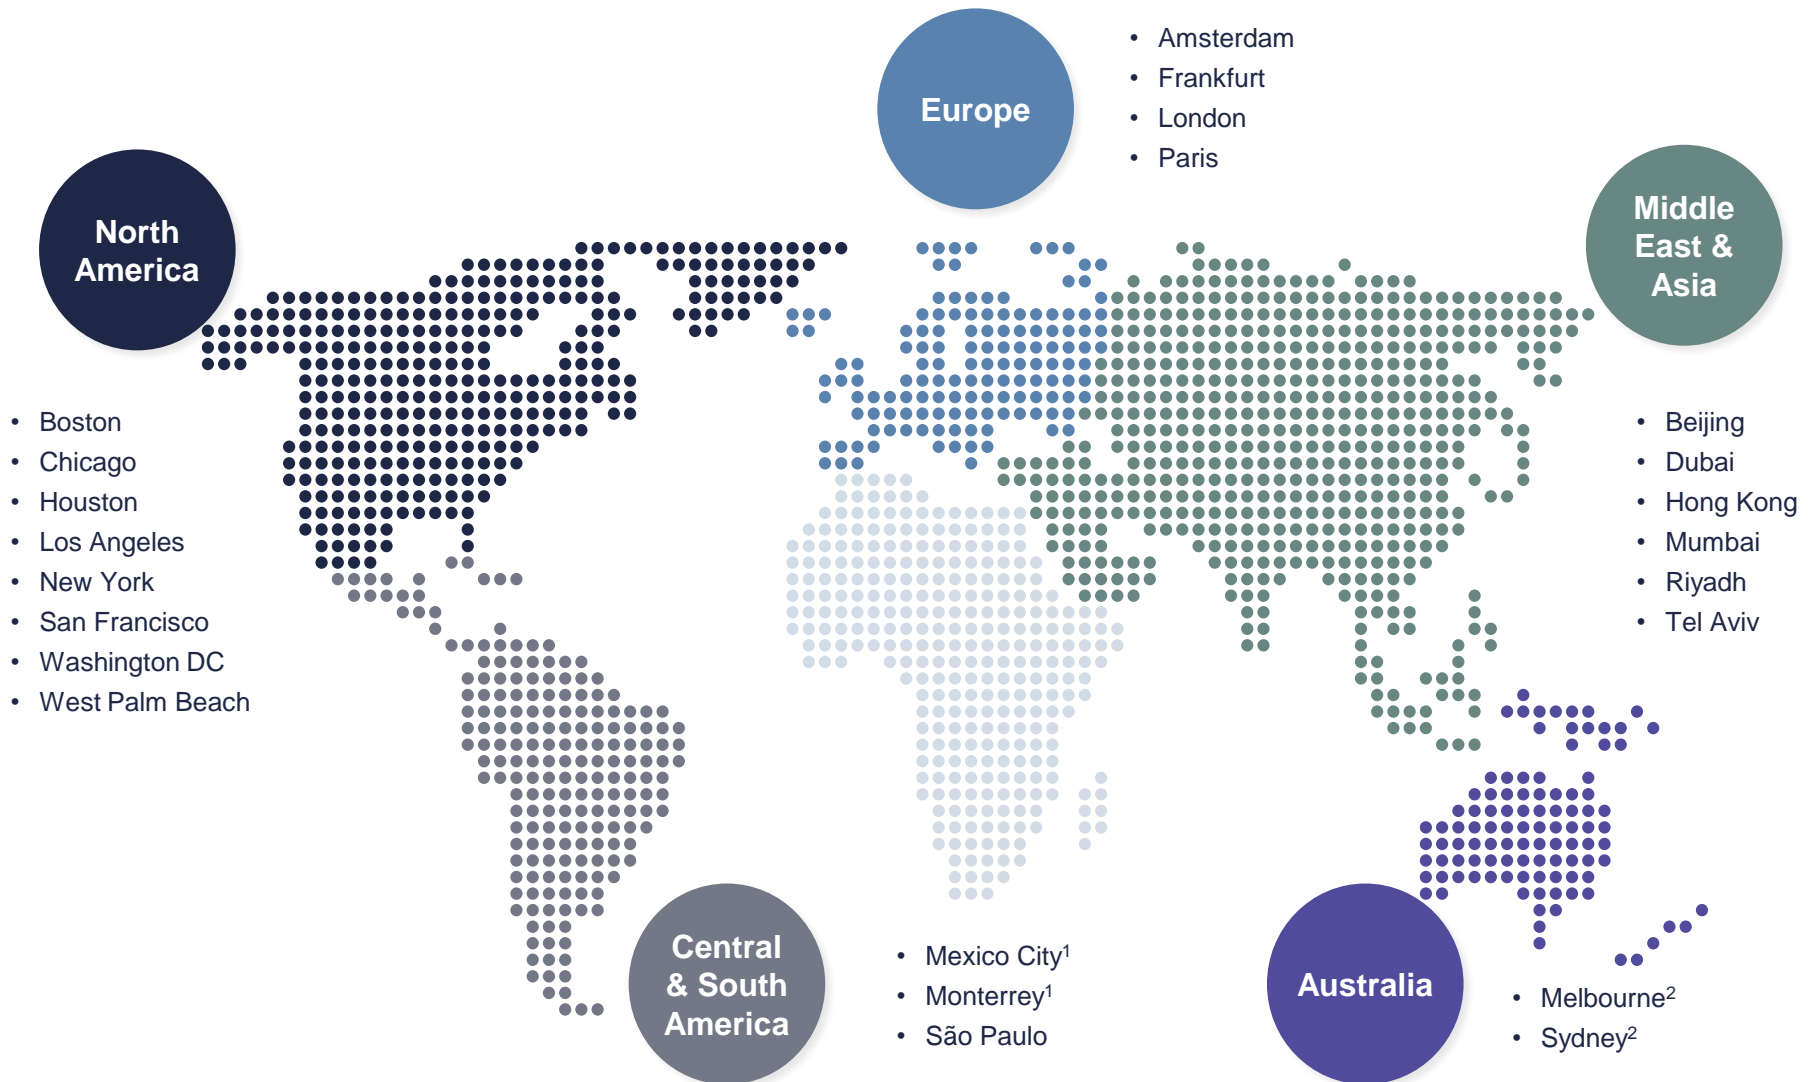 Europe
• Amsterdam
• Frankfurt
• London
• Paris
North
America
• Boston
• Chicago
• Houston
• Los Angeles
• New York
• San Francisco
• Washington DC
• West Palm Beach
Middle
East &
Asia
• Beijing
• Dubai
• Hong Kong
• Mumbai
• Riyadh
• Tel Aviv
Central
& South
America
• Mexico City¹
• Monterrey¹
• São Paulo
Australia
• Melbourne²
• Sydney²